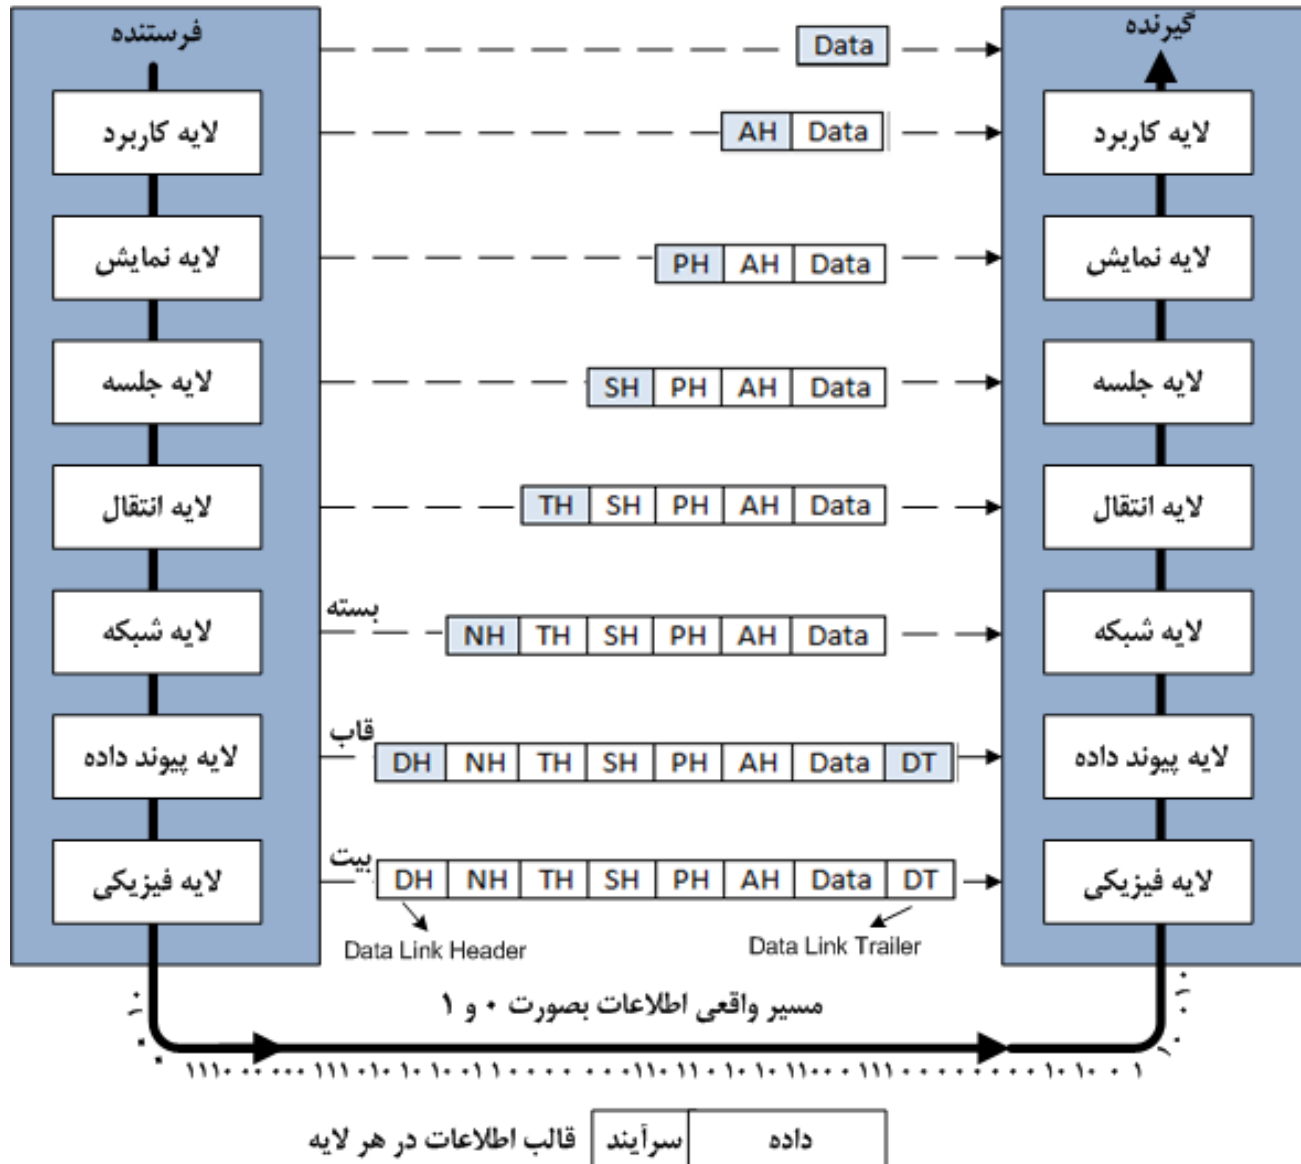 فرستنده
Data
گیرنده
لایه کاربرد
AH Data
لایه کاربرد
لایه نمایش
PH AH Data
لایه نمایش
لایه جلسه
SH PH AH Data
لایه جلسه
لایه انتقال
TH SH PH AH Data
لایه انتقال
بسته
لایه شبکه
NH TH SH PH AH Data
لایه شبکه
قاب
لایه پیوند داده
DH NH TH SH PH AH Data DT
لایه پیوند داده
بیت
لایه فیزیکی
DH NH TH SH PH AH Data DT
لایه فیزیکی
Data Link Header
Data Link Trailer
مسیر واقعی اطلاعات بصورت ۰ و ۱
قالب اطلاعات در هر لایه
سرآیند
داده